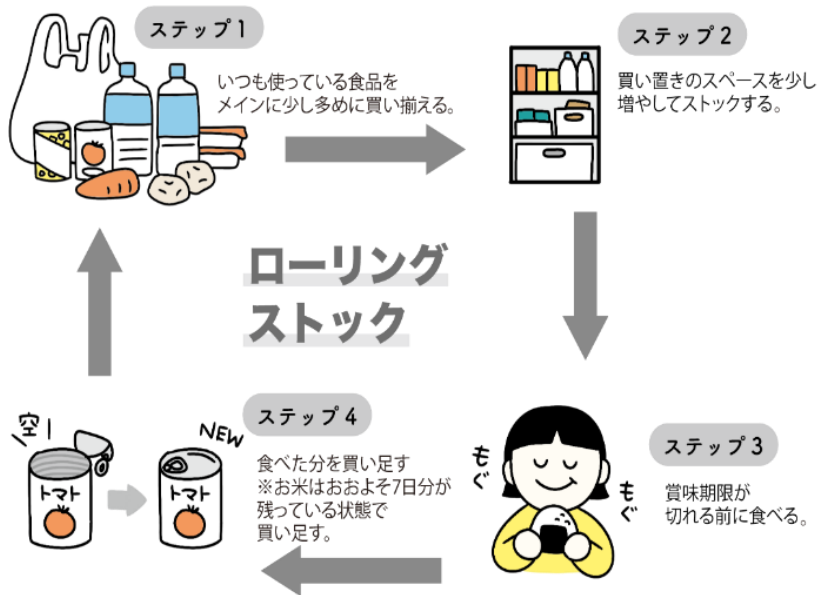 ステップ1
いつも使っている食品を
メインに少し多めに買い揃える。
ステップ2
買い置きのスペースを少し
増やしてストックする。
ローリング
ストック
ステップ3
賞味期限が
切れる前に食べる。
もぐ
もぐ
ステップ4
食べた分を買い足す
※お米はおおよそ7日分が
残っている状態で
買い足す。
空!
トマト
NEW
トマト